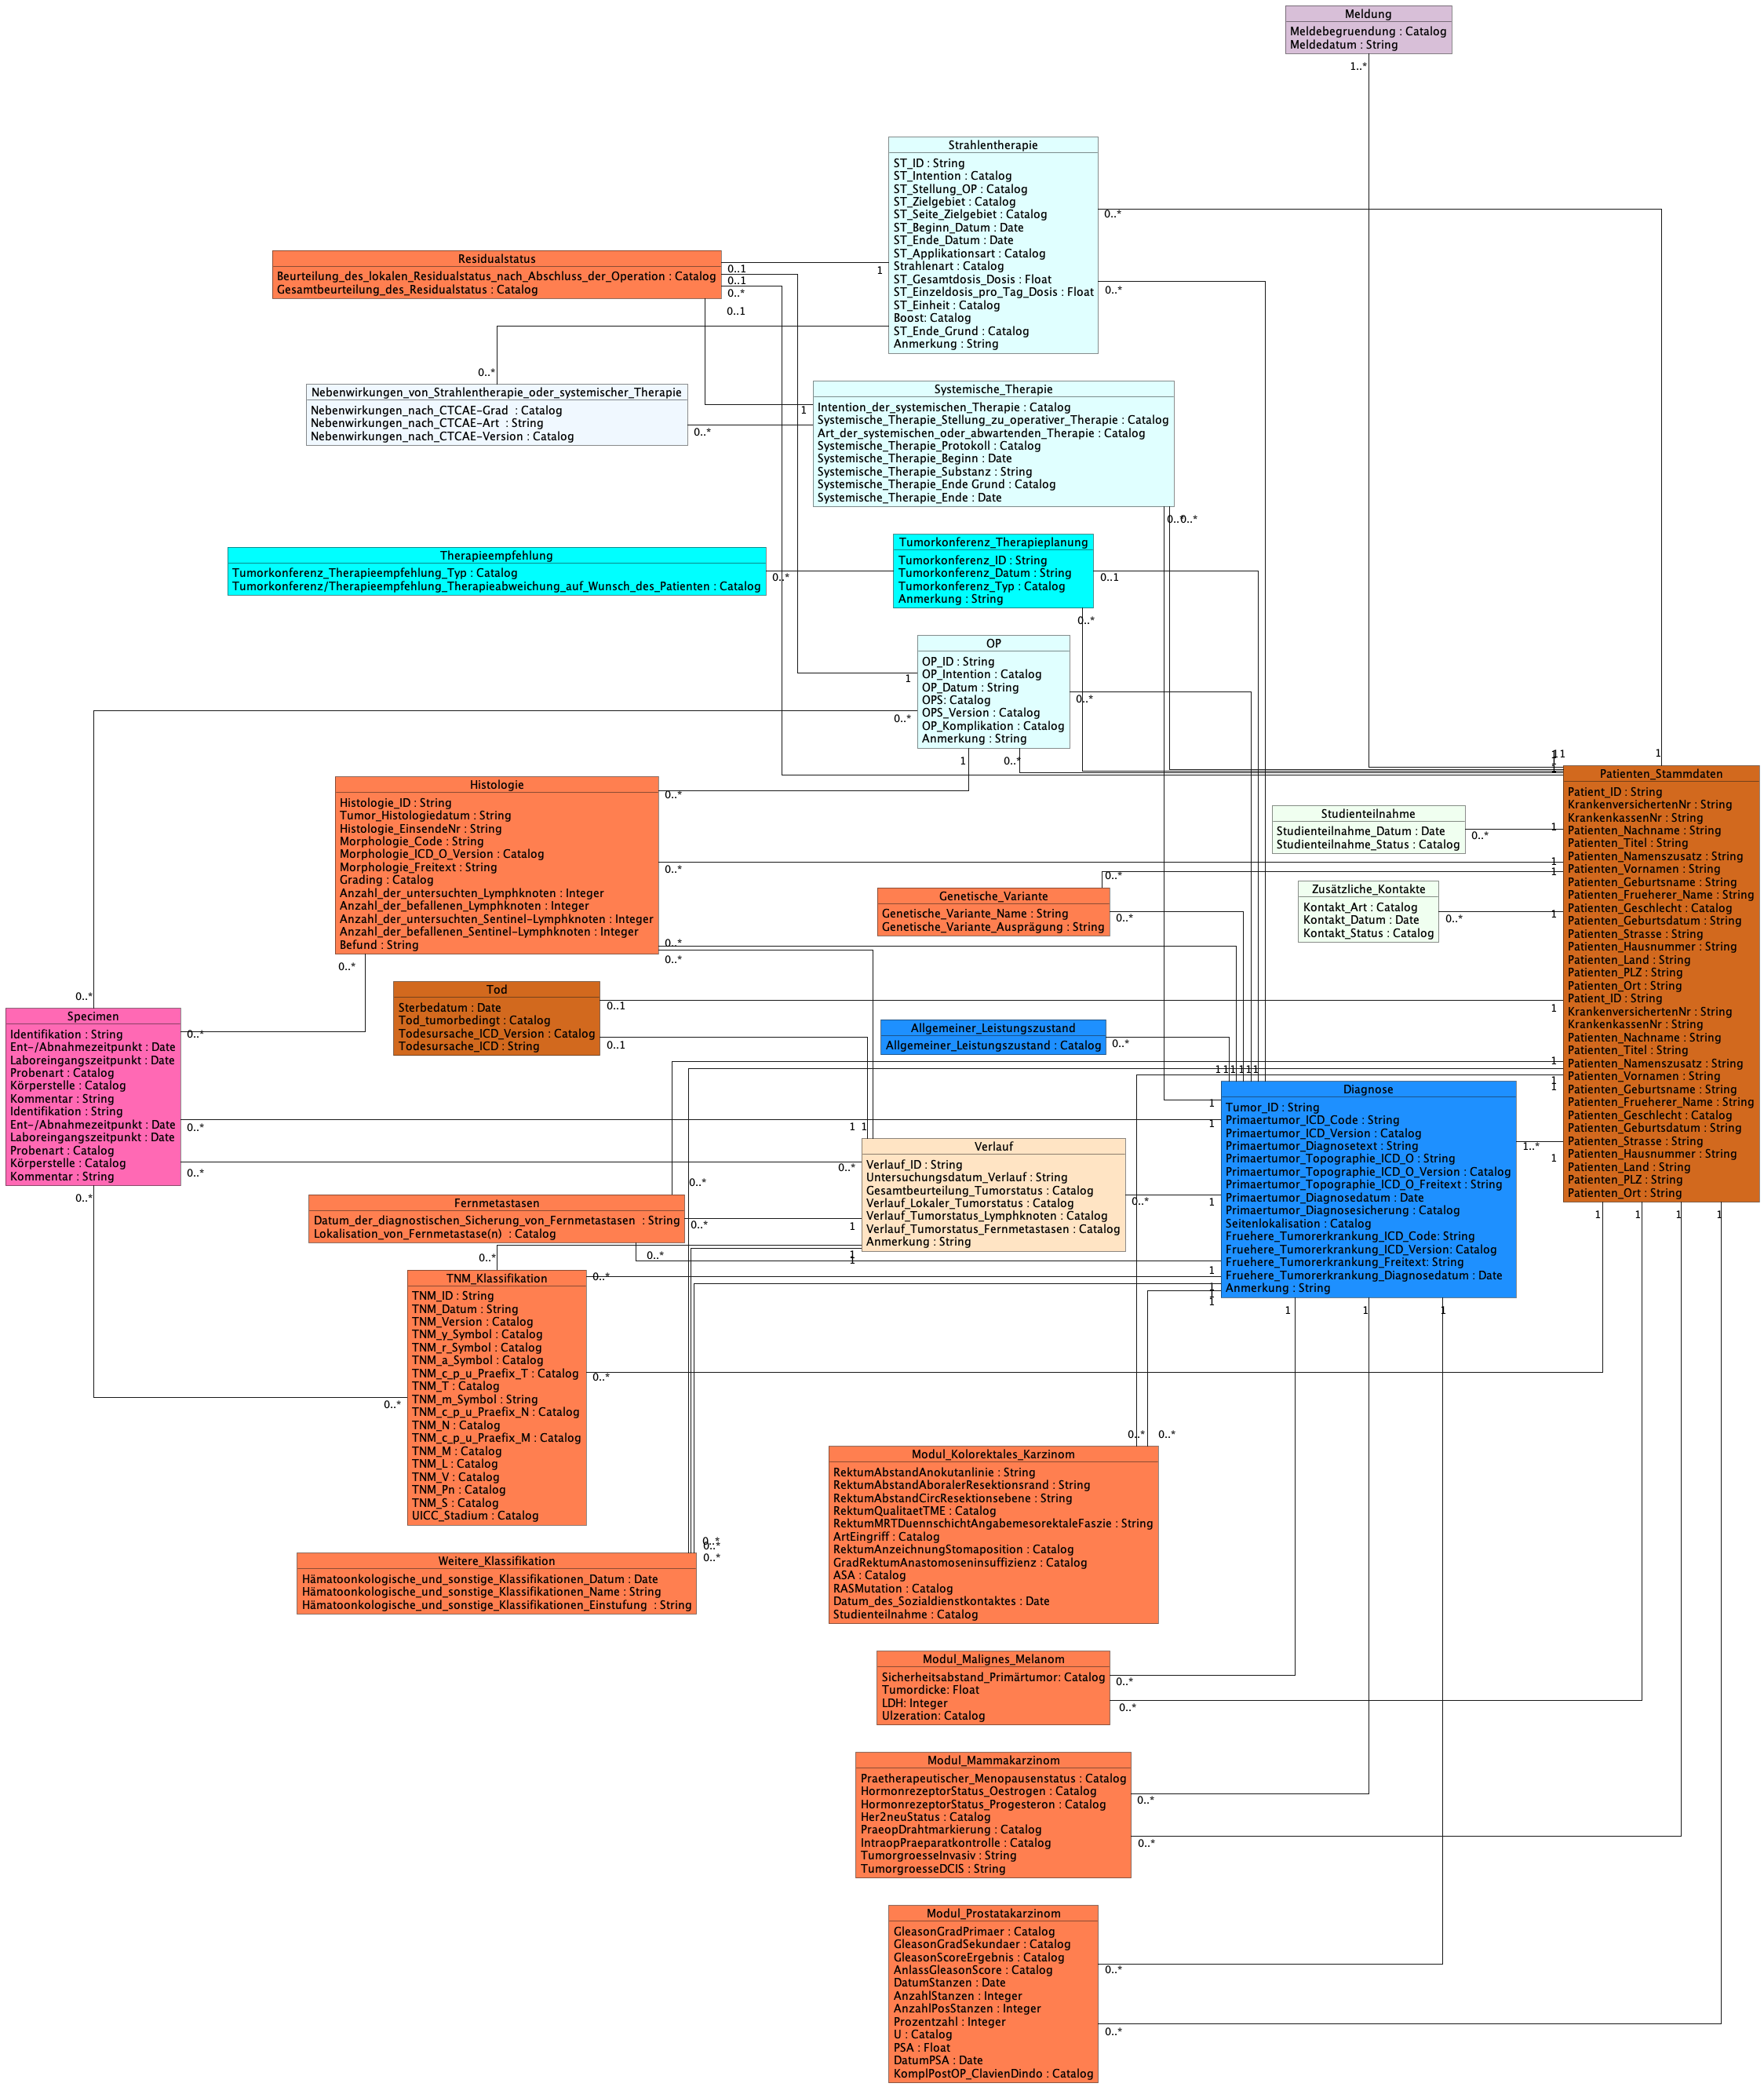 Meldung
Meldebegruendung : Catalog
Meldedatum : String
1..*
Strahlentherapie
ST_ID : String
ST_Intention : Catalog
ST_Stellung_OP : Catalog
ST_Zielgebiet : Catalog
ST_Seite_Zielgebiet : Catalog
ST_Beginn_Datum : Date
ST_Ende_Datum : Date
ST_Applikationsart : Catalog
Strahlenart : Catalog
ST_Gesamtdosis_Dosis : Float
ST_Einzeldosis_pro_Tag_Dosis : Float
ST_Einheit : Catalog
Boost: Catalog
ST_Ende_Grund : Catalog
Anmerkung : String
0..*
0..*
1
Residualstatus
Beurteilung_des_lokalen_Residualstatus_nach_Abschluss_der_Operation : Catalog
Gesamtbeurteilung_des_Residualstatus : Catalog
0..1
0..1
0..*
0..1
0..*
Nebenwirkungen_von_Strahlentherapie_oder_systemischer_Therapie
Nebenwirkungen_nach_CTCAE-Grad  : Catalog
Nebenwirkungen_nach_CTCAE-Art  : String
Nebenwirkungen_nach_CTCAE-Version : Catalog
0..*
1
Systemische_Therapie
Intention_der_systemischen_Therapie : Catalog
Systemische_Therapie_Stellung_zu_operativer_Therapie : Catalog
Art_der_systemischen_oder_abwartenden_Therapie : Catalog
Systemische_Therapie_Protokoll : Catalog
Systemische_Therapie_Beginn : Date
Systemische_Therapie_Substanz : String
Systemische_Therapie_Ende Grund : Catalog
Systemische_Therapie_Ende : Date
0..*
0..*
Therapieempfehlung
Tumorkonferenz_Therapieempfehlung_Typ : Catalog
Tumorkonferenz/Therapieempfehlung_Therapieabweichung_auf_Wunsch_des_Patienten : Catalog
0..*
Tumorkonferenz_Therapieplanung
Tumorkonferenz_ID : String
Tumorkonferenz_Datum : String
Tumorkonferenz_Typ : Catalog
Anmerkung : String
0..1
0..*
OP
OP_ID : String
OP_Intention : Catalog
OP_Datum : String
OPS: Catalog
OPS_Version : Catalog
OP_Komplikation : Catalog
Anmerkung : String
1
0..*
0..*
1
0..*
Histologie
Histologie_ID : String
Tumor_Histologiedatum : String
Histologie_EinsendeNr : String
Morphologie_Code : String
Morphologie_ICD_O_Version : Catalog
Morphologie_Freitext : String
Grading : Catalog
Anzahl_der_untersuchten_Lymphknoten : Integer
Anzahl_der_befallenen_Lymphknoten : Integer
Anzahl_der_untersuchten_Sentinel-Lymphknoten : Integer
Anzahl_der_befallenen_Sentinel-Lymphknoten : Integer
Befund : String
0..*
0..*
0..*
0..*
0..*
Studienteilnahme
Studienteilnahme_Datum : Date
Studienteilnahme_Status : Catalog
0..*
1
Genetische_Variante
Genetische_Variante_Name : String
Genetische_Variante_Ausprägung : String
0..*
0..*
Zusätzliche_Kontakte
Kontakt_Art : Catalog
Kontakt_Datum : Date
Kontakt_Status : Catalog
0..*
1
Patienten_Stammdaten
Patient_ID : String
KrankenversichertenNr : String
KrankenkassenNr : String
Patienten_Nachname : String
Patienten_Titel : String
Patienten_Namenszusatz : String
Patienten_Vornamen : String
Patienten_Geburtsname : String
Patienten_Frueherer_Name : String
Patienten_Geschlecht : Catalog
Patienten_Geburtsdatum : String
Patienten_Strasse : String
Patienten_Hausnummer : String
Patienten_Land : String
Patienten_PLZ : String
Patienten_Ort : String
Patient_ID : String
KrankenversichertenNr : String
KrankenkassenNr : String
Patienten_Nachname : String
Patienten_Titel : String
Patienten_Namenszusatz : String
Patienten_Vornamen : String
Patienten_Geburtsname : String
Patienten_Frueherer_Name : String
Patienten_Geschlecht : Catalog
Patienten_Geburtsdatum : String
Patienten_Strasse : String
Patienten_Hausnummer : String
Patienten_Land : String
Patienten_PLZ : String
Patienten_Ort : String
1
1
1
1
1
1
1
1
1
1
Tod
Sterbedatum : Date
Tod_tumorbedingt : Catalog
Todesursache_ICD_Version : Catalog
Todesursache_ICD : String
0..1
0..1
Specimen
Identifikation : String
Ent-/Abnahmezeitpunkt : Date
Laboreingangszeitpunkt : Date
Probenart : Catalog
Körperstelle : Catalog
Kommentar : String
Identifikation : String
Ent-/Abnahmezeitpunkt : Date
Laboreingangszeitpunkt : Date
Probenart : Catalog
Körperstelle : Catalog
Kommentar : String
0..*
0..*
0..*
0..*
0..*
Allgemeiner_Leistungszustand
Allgemeiner_Leistungszustand : Catalog
0..*
1 1 1 1 1 1
Diagnose
Tumor_ID : String
Primaertumor_ICD_Code : String
Primaertumor_ICD_Version : Catalog
Primaertumor_Diagnosetext : String
Primaertumor_Topographie_ICD_O : String
Primaertumor_Topographie_ICD_O_Version : Catalog
Primaertumor_Topographie_ICD_O_Freitext : String
Primaertumor_Diagnosedatum : Date
Primaertumor_Diagnosesicherung : Catalog
Seitenlokalisation : Catalog
Fruehere_Tumorerkrankung_ICD_Code: String
Fruehere_Tumorerkrankung_ICD_Version: Catalog
Fruehere_Tumorerkrankung_Freitext: String
Fruehere_Tumorerkrankung_Diagnosedatum : Date
Anmerkung : String
1
1
1
1
1..*
1
1
1
1 1
Verlauf
Verlauf_ID : String
Untersuchungsdatum_Verlauf : String
Gesamtbeurteilung_Tumorstatus : Catalog
Verlauf_Lokaler_Tumorstatus : Catalog
Verlauf_Tumorstatus_Lymphknoten : Catalog
Verlauf_Tumorstatus_Fernmetastasen : Catalog
Anmerkung : String
0..*
0..*
1
1
1
Fernmetastasen
Datum_der_diagnostischen_Sicherung_von_Fernmetastasen  : String
Lokalisation_von_Fernmetastase(n)  : Catalog
0..*
0..*
0..*
0..*
TNM_Klassifikation
TNM_ID : String
TNM_Datum : String
TNM_Version : Catalog
TNM_y_Symbol : Catalog
TNM_r_Symbol : Catalog
TNM_a_Symbol : Catalog
TNM_c_p_u_Praefix_T : Catalog
TNM_T : Catalog
TNM_m_Symbol : String
TNM_c_p_u_Praefix_N : Catalog
TNM_N : Catalog
TNM_c_p_u_Praefix_M : Catalog
TNM_M : Catalog
TNM_L : Catalog
TNM_V : Catalog
TNM_Pn : Catalog
TNM_S : Catalog
UICC_Stadium : Catalog
0..*
0..*
0..*
Weitere_Klassifikation
Hämatoonkologische_und_sonstige_Klassifikationen_Datum : Date
Hämatoonkologische_und_sonstige_Klassifikationen_Name : String
Hämatoonkologische_und_sonstige_Klassifikationen_Einstufung  : String
0..*
0..*
0..*
0..*
0..*
Modul_Kolorektales_Karzinom
RektumAbstandAnokutanlinie : String
RektumAbstandAboralerResektionsrand : String
RektumAbstandCircResektionsebene : String
RektumQualitaetTME : Catalog
RektumMRTDuennschichtAngabemesorektaleFaszie : String
ArtEingriff : Catalog
RektumAnzeichnungStomaposition : Catalog
GradRektumAnastomoseninsuffizienz : Catalog
ASA : Catalog
RASMutation : Catalog
Datum_des_Sozialdienstkontaktes : Date
Studienteilnahme : Catalog
Modul_Malignes_Melanom
Sicherheitsabstand_Primärtumor: Catalog
Tumordicke: Float
LDH: Integer
Ulzeration: Catalog
0..*
0..*
Modul_Mammakarzinom
Praetherapeutischer_Menopausenstatus : Catalog
HormonrezeptorStatus_Oestrogen : Catalog
HormonrezeptorStatus_Progesteron : Catalog
Her2neuStatus : Catalog
PraeopDrahtmarkierung : Catalog
IntraopPraeparatkontrolle : Catalog
TumorgroesseInvasiv : String
TumorgroesseDCIS : String
0..*
0..*
Modul_Prostatakarzinom
GleasonGradPrimaer : Catalog
GleasonGradSekundaer : Catalog
GleasonScoreErgebnis : Catalog
AnlassGleasonScore : Catalog
DatumStanzen : Date
AnzahlStanzen : Integer
AnzahlPosStanzen : Integer
Prozentzahl : Integer
U : Catalog
PSA : Float
DatumPSA : Date
KomplPostOP_ClavienDindo : Catalog
0..*
0..*